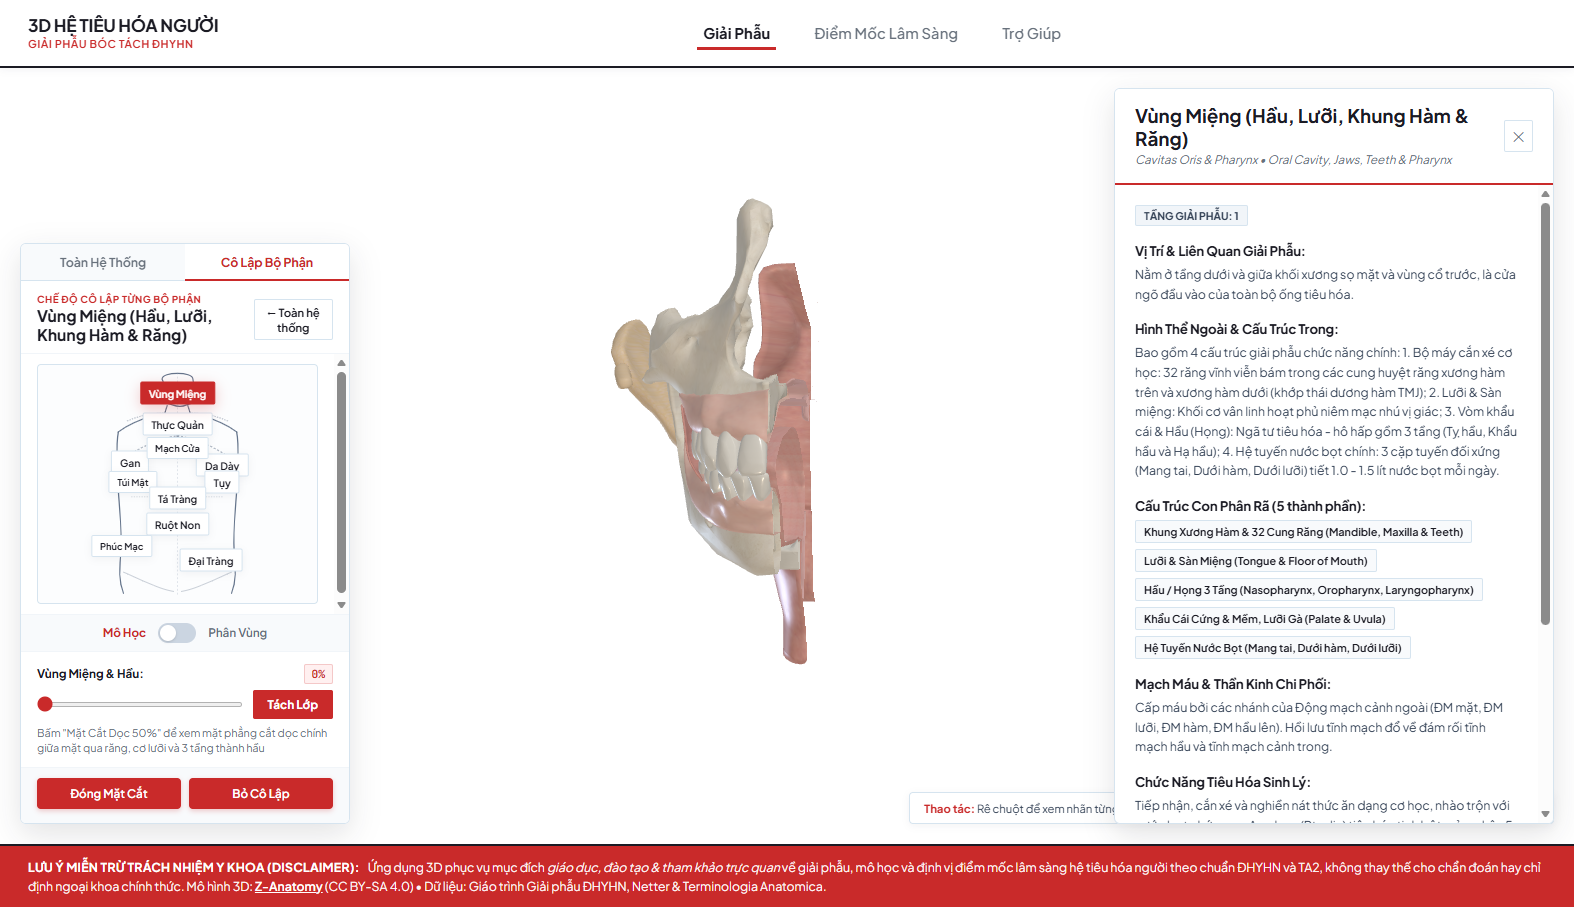 3D HỆ TIÊU HÓA NGƯỜI
GIẢI PHẪU BÓC TÁCH ĐHYHN
Giải Phẫu
Điểm Mốc Lâm Sàng
Trợ Giúp
Toàn Hệ Thống
Cô Lập Bộ Phận
CHẾ ĐỘ CÔ LẬP TỪNG BỘ PHẬN
Vùng Miệng (Hầu, Lưỡi,
Khung Hàm & Răng)
← Toàn hệ
thống
Vùng Miệng
Thực Quản
Mạch Cửa
Gan
Da Dày
Túi Mật
Tụy
Tá Tràng
Ruột Non
Phúc Mạc
Đại Tràng
Mô Học
Phân Vùng
Vùng Miệng & Hầu:
0%
Tách Lớp
Bấm "Mặt Cắt Dọc 50%" để xem mặt phẳng cắt dọc chính
giữa mặt qua răng, cơ lưỡi và 3 tầng thành hầu
Đóng Mặt Cắt
Bỏ Cô Lập
Thao tác: Rê chuột để xem nhãn từng
Vùng Miệng (Hầu, Lưỡi, Khung Hàm &
Răng)
Cavitas Oris & Pharynx • Oral Cavity, Jaws, Teeth & Pharynx
TẦNG GIẢI PHẪU: 1
Vị Trí & Liên Quan Giải Phẫu:
Nằm ở tầng dưới và giữa khối xương sọ mặt và vùng cổ trước, là cửa
ngõ đầu vào của toàn bộ ống tiêu hóa.
Hình Thể Ngoài & Cấu Trúc Trong:
Bao gồm 4 cấu trúc giải phẫu chức năng chính: 1. Bộ máy cắn xé cơ
học: 32 răng vĩnh viễn bám trong các cung huyệt răng xương hàm
trên và xương hàm dưới (khớp thái dương hàm TMJ); 2. Lưỡi & Sàn
miệng: Khối cơ vân linh hoạt phủ niêm mạc nhú vị giác; 3. Vòm khẩu
cái & Hầu (Họng): Ngã tư tiêu hóa - hô hấp gồm 3 tầng (Tỵ hầu, Khẩu
hầu và Hạ hầu); 4. Hệ tuyến nước bọt chính: 3 cặp tuyến đối xứng
(Mang tai, Dưới hàm, Dưới lưỡi) tiết 1.0 - 1.5 lít nước bọt mỗi ngày.
Cấu Trúc Con Phân Rã (5 thành phần):
Khung Xương Hàm & 32 Cung Răng (Mandible, Maxilla & Teeth)
Lưỡi & Sàn Miệng (Tongue & Floor of Mouth)
Hầu / Họng 3 Tầng (Nasopharynx, Oropharynx, Laryngopharynx)
Khẩu Cái Cứng & Mềm, Lưỡi Gà (Palate & Uvula)
Hệ Tuyến Nước Bọt (Mang tai, Dưới hàm, Dưới lưỡi)
Mạch Máu & Thần Kinh Chi Phối:
Cấp máu bởi các nhánh của Động mạch cảnh ngoài (ĐM mặt, ĐM
lưỡi, ĐM hàm, ĐM hầu lên). Hồi lưu tĩnh mạch đổ về đám rối tĩnh
mạch hầu và tĩnh mạch cảnh trong.
Chức Năng Tiêu Hóa Sinh Lý:
Tiếp nhận, cắn xé và nghiền nát thức ăn dạng cơ học, nhào trộn với
LƯU Ý MIỄN TRỪ TRÁCH NHIỆM Y KHOA (DISCLAIMER): Ứng dụng 3D phục vụ mục đích giáo dục, đào tạo & tham khảo trực quan về giải phẫu, mô học và định vị điểm mốc lâm sàng hệ tiêu hóa người theo chuẩn ĐHYHN và TA2, không thay thế cho chẩn đoán hay chỉ
định ngoại khoa chính thức. Mô hình 3D: Z-Anatomy (CC BY-SA 4.0) • Dữ liệu: Giáo trình Giải phẫu ĐHYHN, Netter & Terminologia Anatomica.